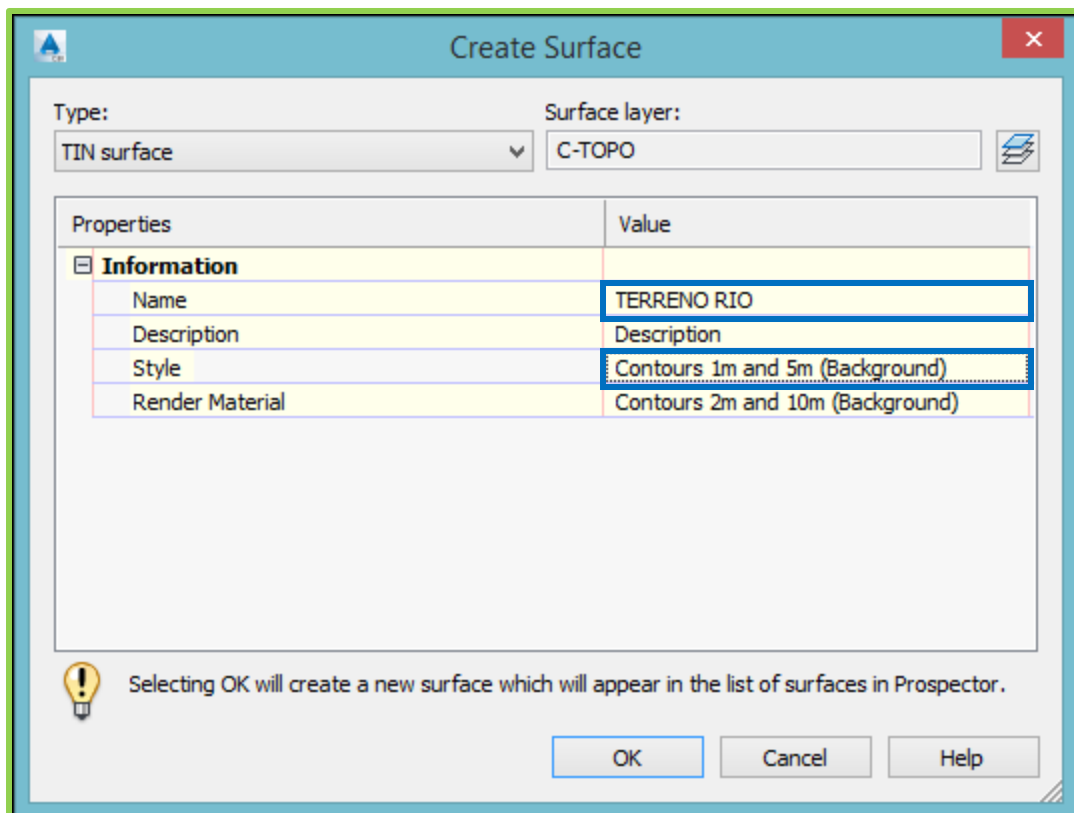 Create Surface
Type:
Surface layer:
TIN surface
C-TOPO
Properties
Value
Information
Name
TERRENO RIO
Description
Description
Style
Contours 1m and 5m (Background)
Render Material
Contours 2m and 10m (Background)
Selecting OK will create a new surface which will appear in the list of surfaces in Prospector.
OK
Cancel
Help